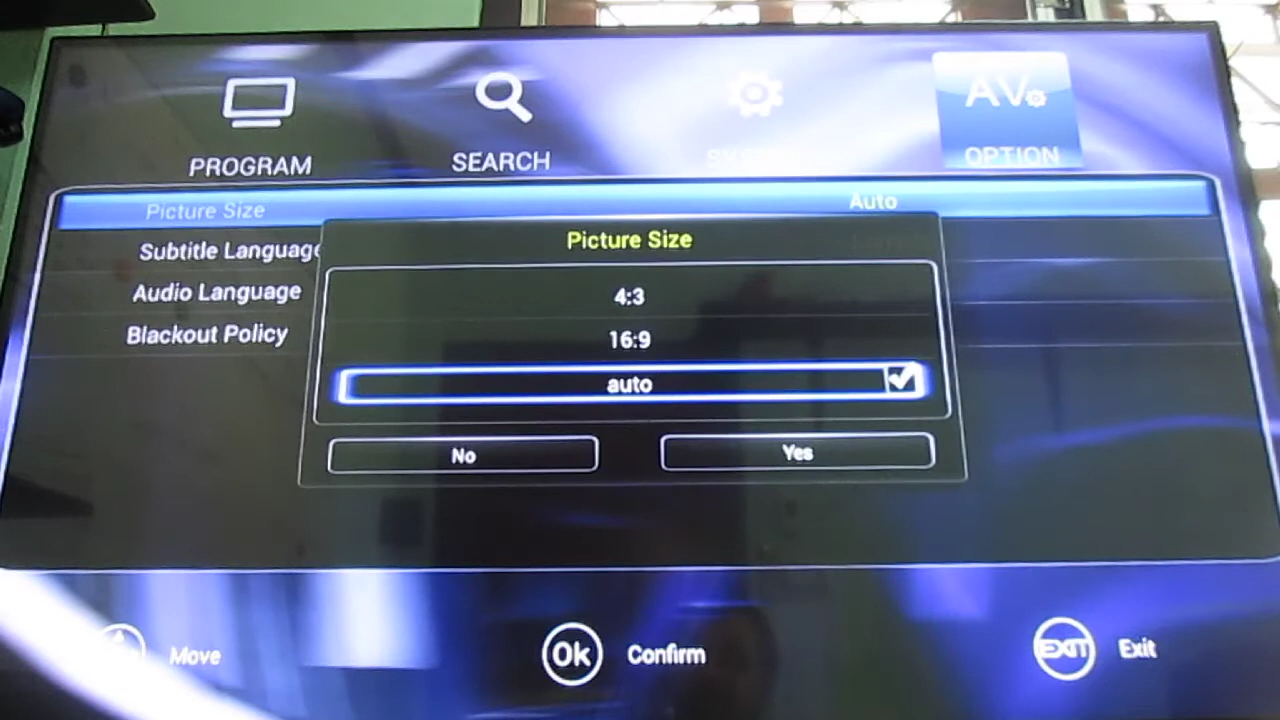 PROGRAM
SEARCH
AV
OPTION
Picture Size
Auto
Subtitle Language
Audio Language
Blackout Policy
Picture Size
4:3
16:9
auto
No
Yes
Move
Ok
Confirm
EXIT
Exit